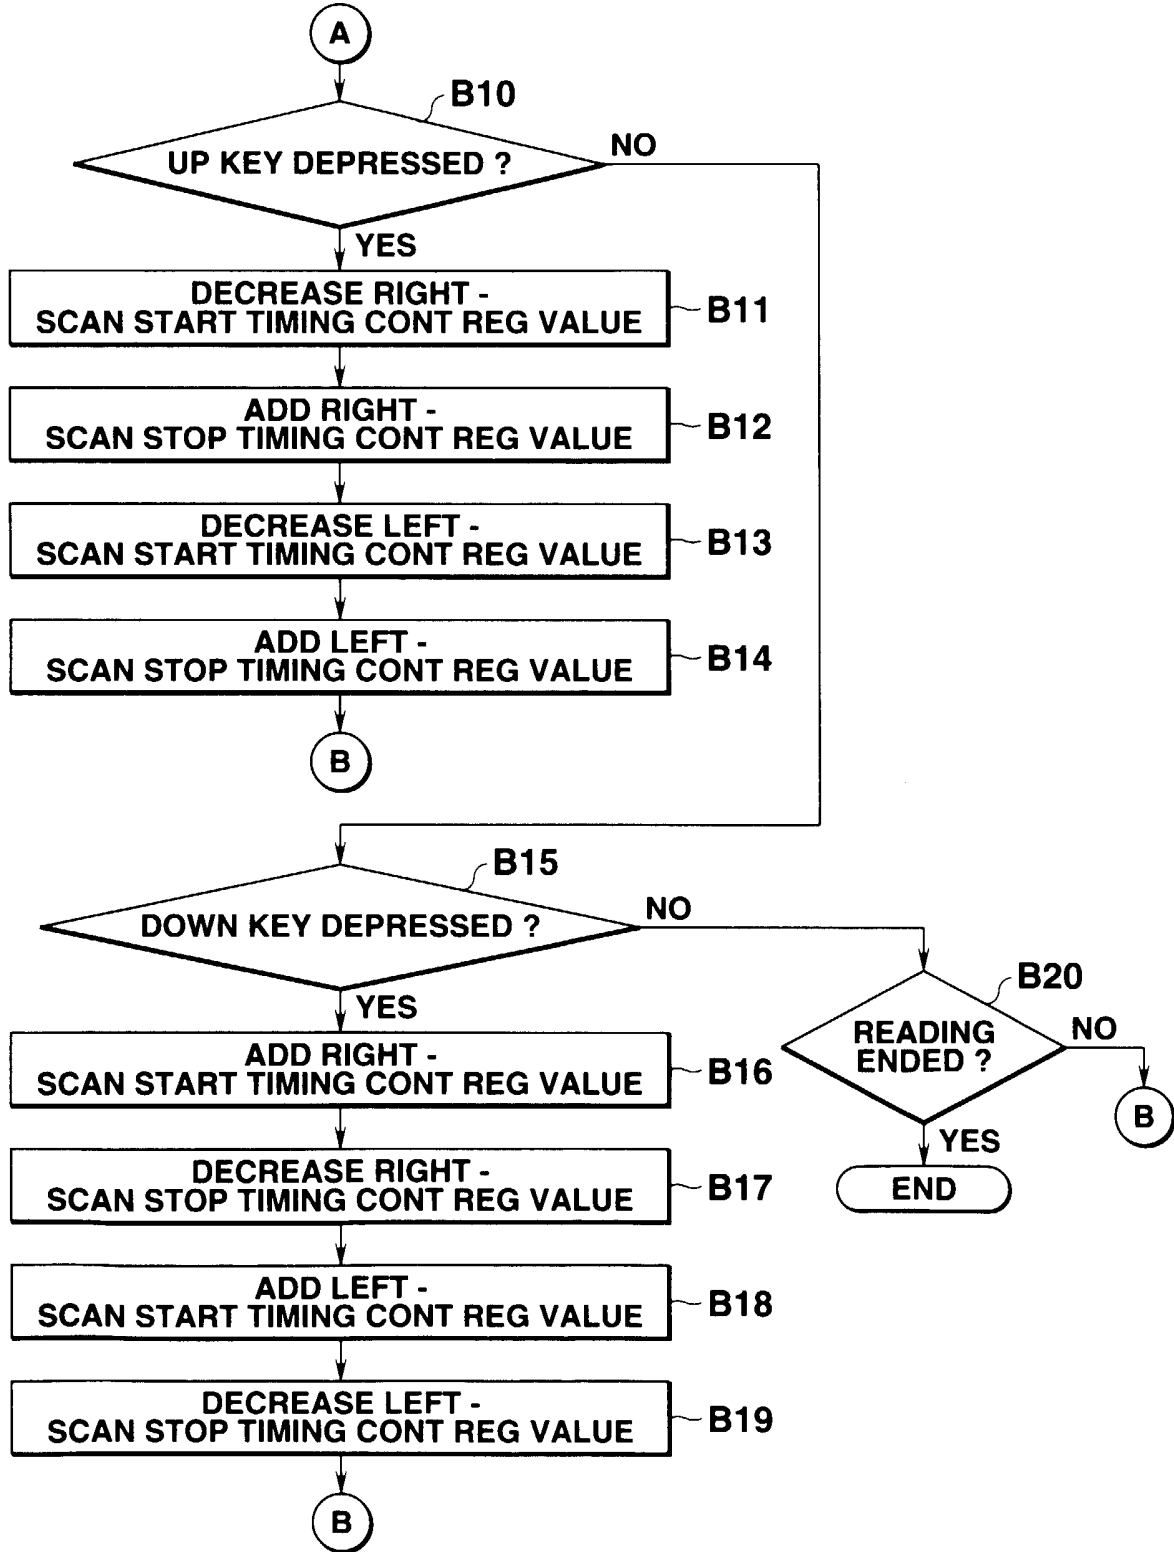 A
B10
UP KEY DEPRESSED ?
NO
YES
DECREASE RIGHT -
SCAN START TIMING CONT REG VALUE
B11
ADD RIGHT -
SCAN STOP TIMING CONT REG VALUE
B12
DECREASE LEFT -
SCAN START TIMING CONT REG VALUE
B13
ADD LEFT -
SCAN STOP TIMING CONT REG VALUE
B14
B
B15
DOWN KEY DEPRESSED ?
NO
YES
B20
READING
ENDED ?
NO
B
YES
END
ADD RIGHT -
SCAN START TIMING CONT REG VALUE
B16
DECREASE RIGHT -
SCAN STOP TIMING CONT REG VALUE
B17
ADD LEFT -
SCAN START TIMING CONT REG VALUE
B18
DECREASE LEFT -
SCAN STOP TIMING CONT REG VALUE
B19
B